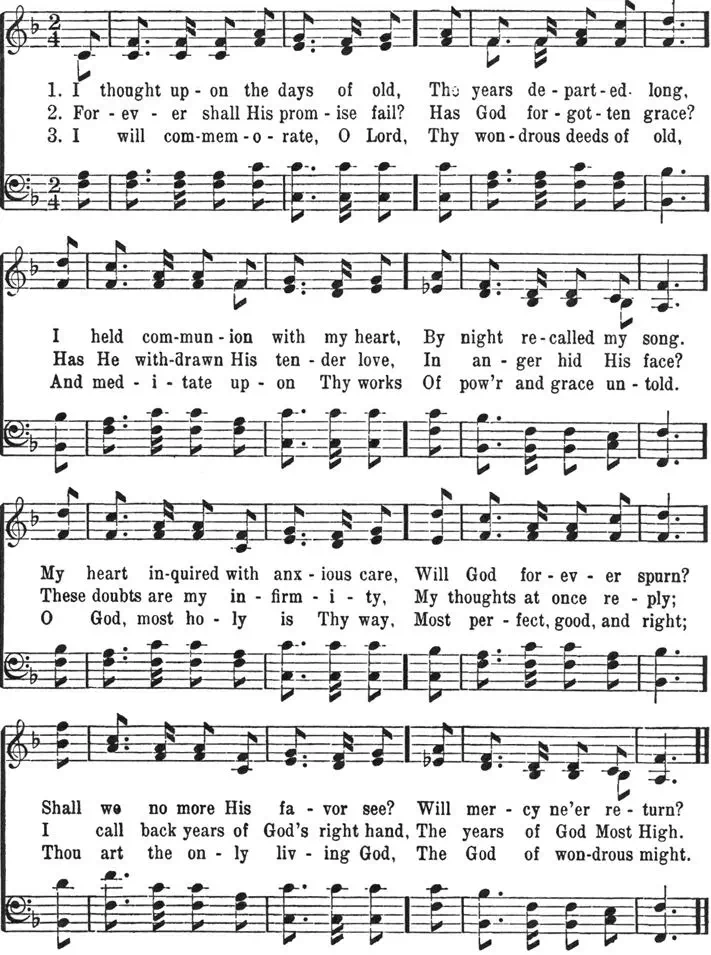 2
4
1. I thought up - on the days of old, The years de - part - ed long,
2. For - ev - er shall His prom - ise fail? Has God for - got - ten grace?
3. I will com - mem - o - rate, O Lord, Thy won - drous deeds of old,
2
4
I held com - mun - ion with my heart, By night re - called my song.
Has He with - drawn His ten - der love, In an - ger hid His face?
And med - i - tate up - on Thy works Of pow'r and grace un - told.
My heart in - quired with anx - ious care, Will God for - ev - er spurn?
These doubts are my in - firm - i - ty, My thoughts at once re - ply;
O God, most ho - ly is Thy way, Most per - fect, good, and right;
Shall we no more His fa - vor see? Will mer - cy ne'er re - turn?
I call back years of God's right hand, The years of God Most High.
Thou art the on - ly liv - ing God, The God of won - drous might.